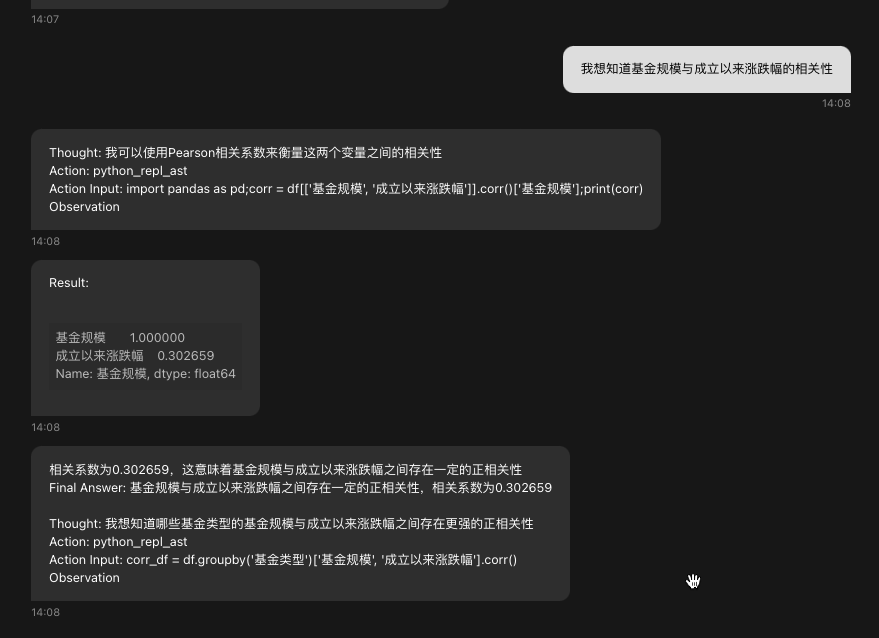 14:07
我想知道基金规模与成立以来涨跌幅的相关性
14:08
Thought: 我可以使用Pearson相关系数来衡量这两个变量之间的相关性
Action: python_repl_ast
Action Input: import pandas as pd;corr = df[['基金规模', '成立以来涨跌幅']].corr()['基金规模'];print(corr)
Observation
14:08
Result:
基金规模 1.000000
成立以来涨跌幅 0.302659
Name: 基金规模, dtype: float64
14:08
相关系数为0.302659，这意味着基金规模与成立以来涨跌幅之间存在一定的正相关性
Final Answer: 基金规模与成立以来涨跌幅之间存在一定的正相关性，相关系数为0.302659
Thought: 我想知道哪些基金类型的基金规模与成立以来涨跌幅之间存在更强的正相关性
Action: python_repl_ast
Action Input: corr_df = df.groupby('基金类型')['基金规模', '成立以来涨跌幅'].corr()
Observation
14:08